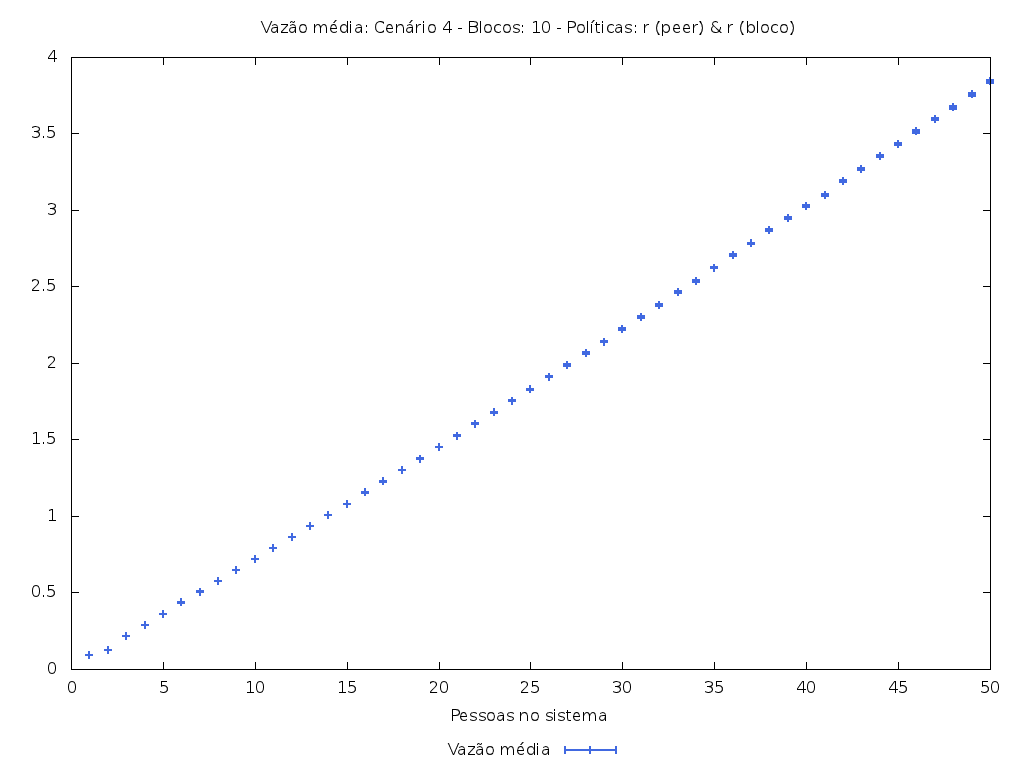 Vazão média: Cenário 4 - Blocos: 10 - Políticas: r (peer) & r (bloco)
4
3.5
3
2.5
2
1.5
1
0.5
0
0 5 10 15 20 25 30 35 40 45 50
Pessoas no sistema
Vazão média